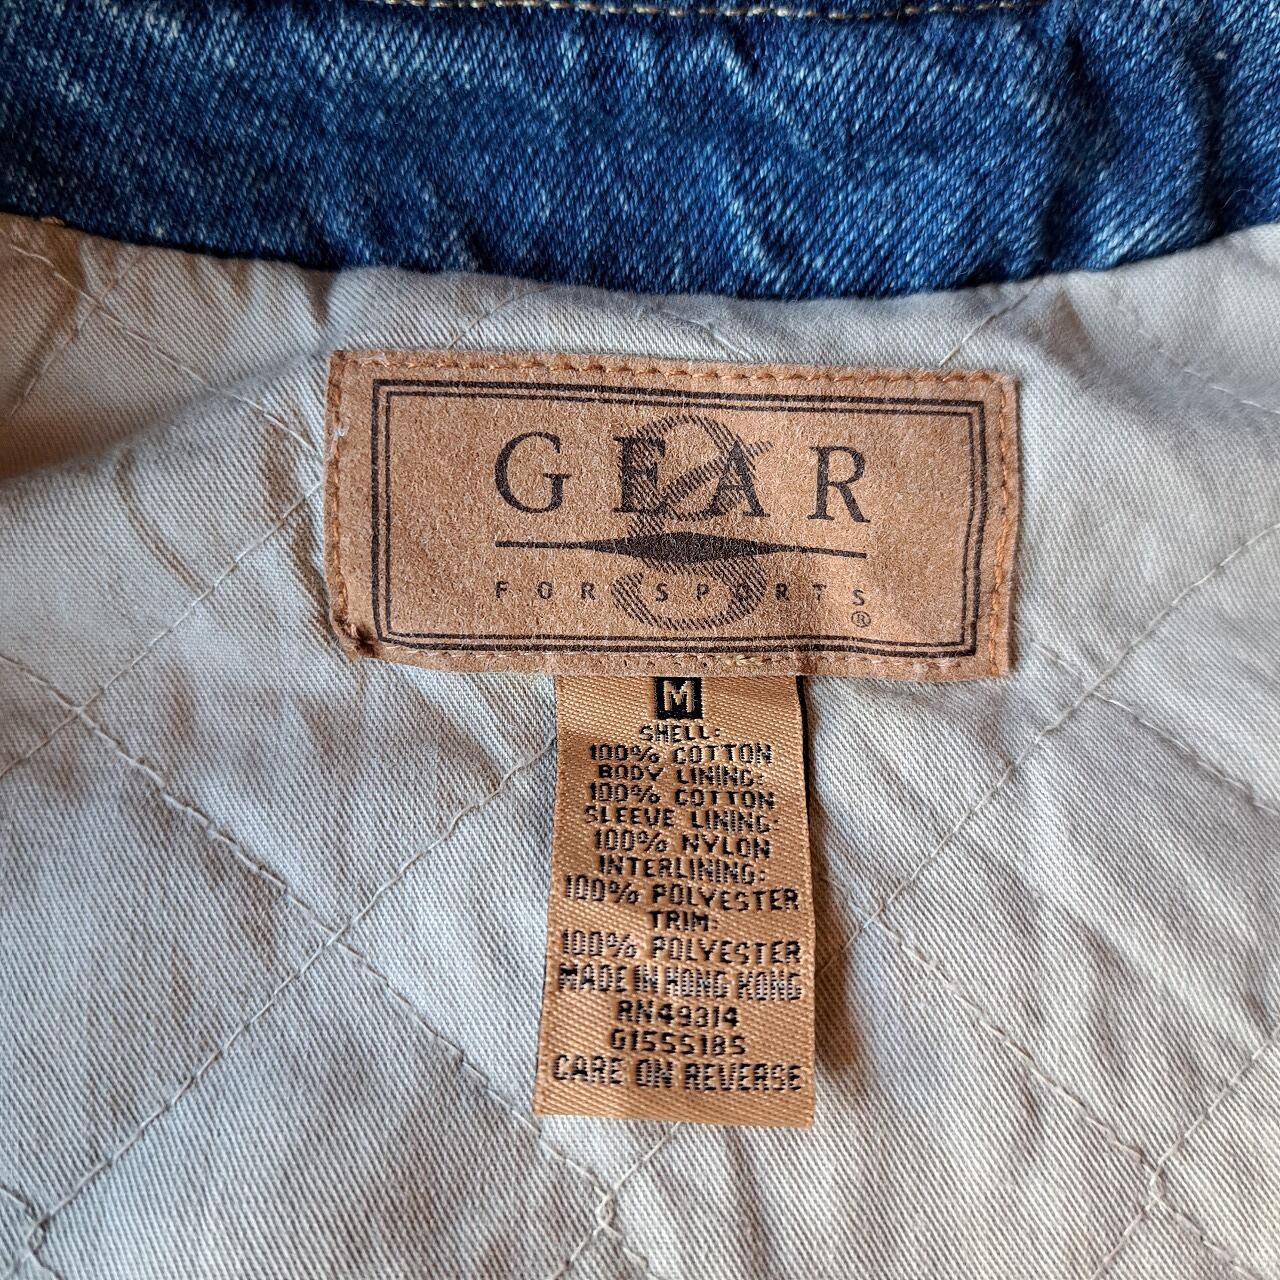 GEAR
FOR SPORTS®
M
SHELL:
100% COTTON
BODY LINING:
100% COTTON
SLEEVE LINING:
100% NYLON
INTERLINING:
100% POLYESTER
TRIM:
100% POLYESTER
MADE IN HONG KONG
RN49314
G15551BS
CARE ON REVERSE